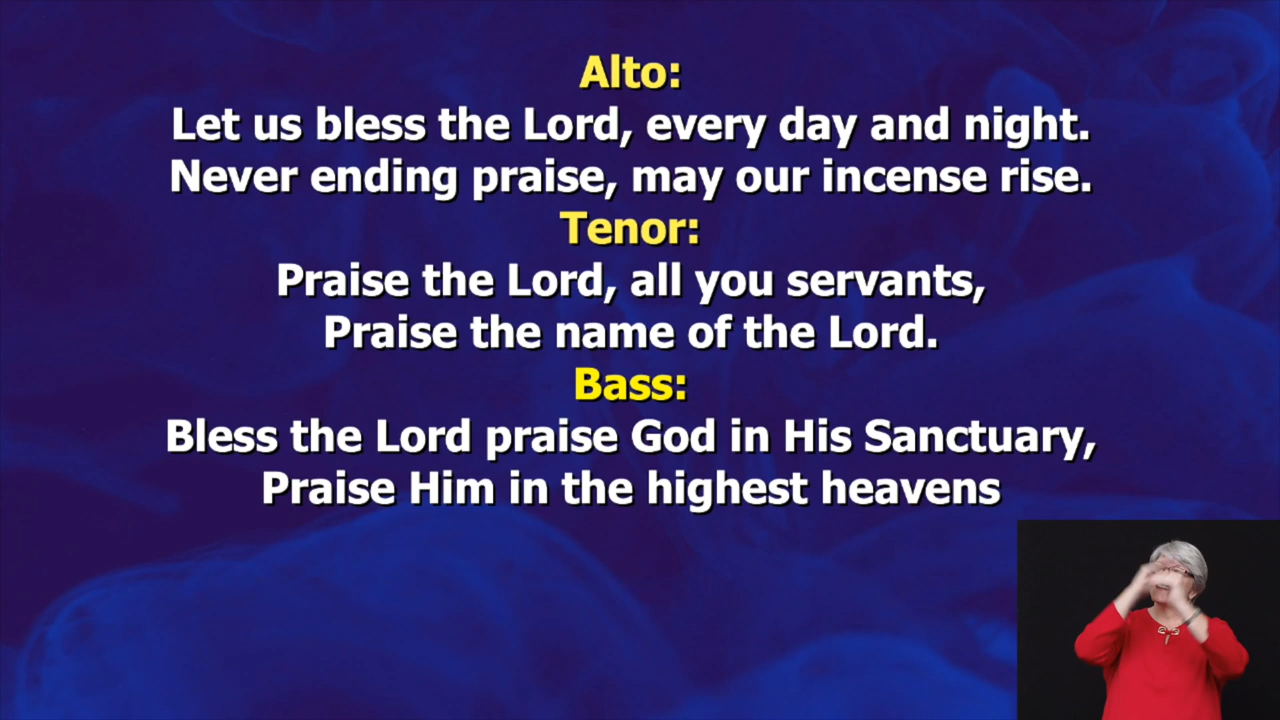 Alto:
Let us bless the Lord, every day and night.
Never ending praise, may our incense rise.
Tenor:
Praise the Lord, all you servants,
Praise the name of the Lord.
Bass:
Bless the Lord praise God in His Sanctuary,
Praise Him in the highest heavens